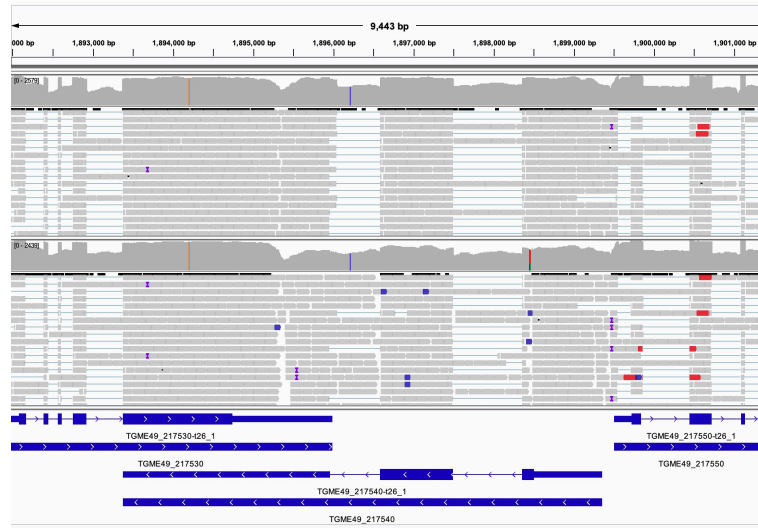 9,443 bp
000 bp 1,893,000 bp 1,894,000 bp 1,895,000 bp 1,896,000 bp 1,897,000 bp 1,898,000 bp 1,899,000 bp 1,900,000 bp 1,901,000 bp
[0 - 2579]
[0 - 2439]
TGME49_217530-t26_1 TGME49_217550-t26_1
TGME49_217530 TGME49_217550
TGME49_217540-t26_1
TGME49_217540